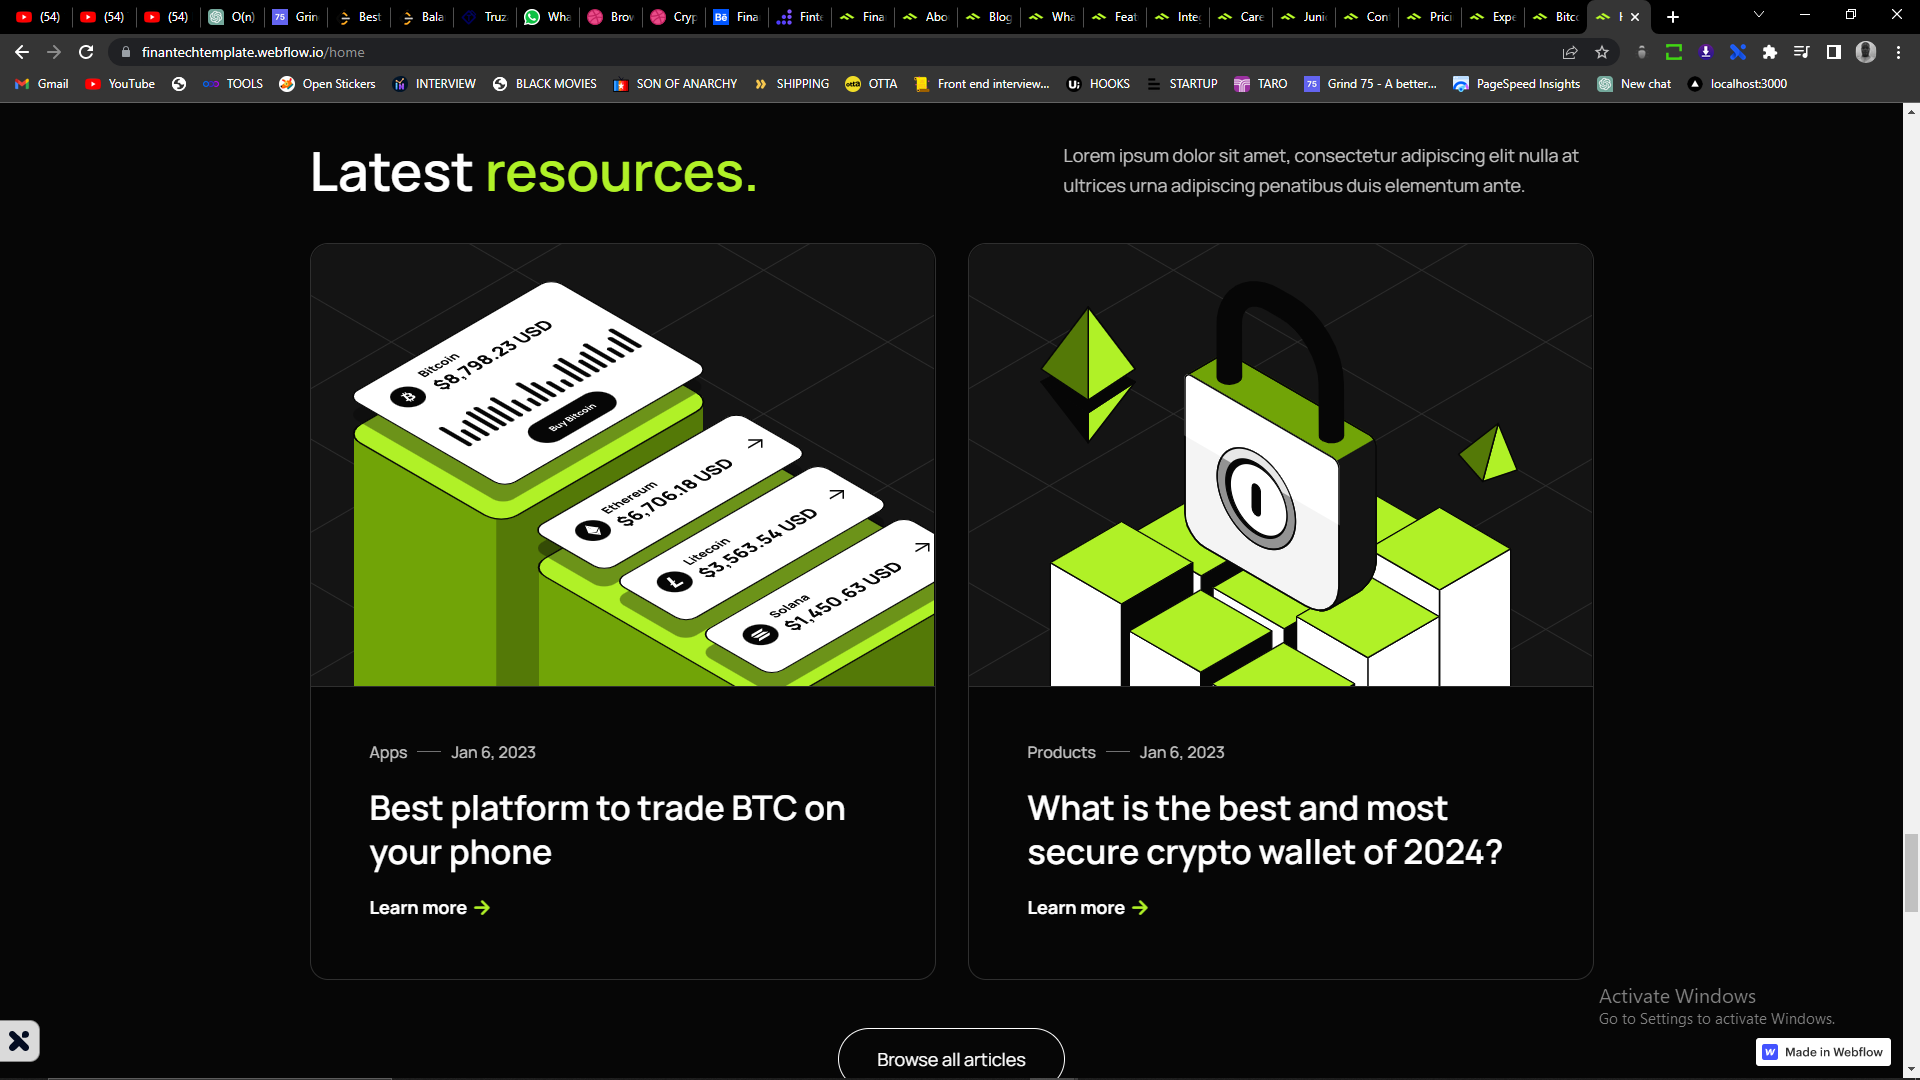 (54)
(54)
(54)
O(n)
Grin
Best
Bala
Truz
Wha
Brow
Cryp
Fina
Finte
Fina
Abo
Blog
Wha
Feat
Inte
Care
Juni
Con
Prici
Expe
Bitc
finantechtemplate.webflow.io/home
Gmail
YouTube
TOOLS
Open Stickers
INTERVIEW
BLACK MOVIES
SON OF ANARCHY
SHIPPING
OTTA
Front end interview...
HOOKS
STARTUP
TARO
Grind 75 - A better...
PageSpeed Insights
New chat
localhost:3000
Latest resources.
Lorem ipsum dolor sit amet, consectetur adipiscing elit nulla at
ultrices urna adipiscing penatibus duis elementum ante.
Bitcoin
$8,798.23 USD
Buy Bitcoin
Ethereum
$6,706.18 USD
Litecoin
$3,563.54 USD
Solana
$1,450.63 USD
Apps — Jan 6, 2023
Best platform to trade BTC on
your phone
Learn more →
Products — Jan 6, 2023
What is the best and most
secure crypto wallet of 2024?
Learn more →
Browse all articles
Activate Windows
Go to Settings to activate Windows.
Made in Webflow